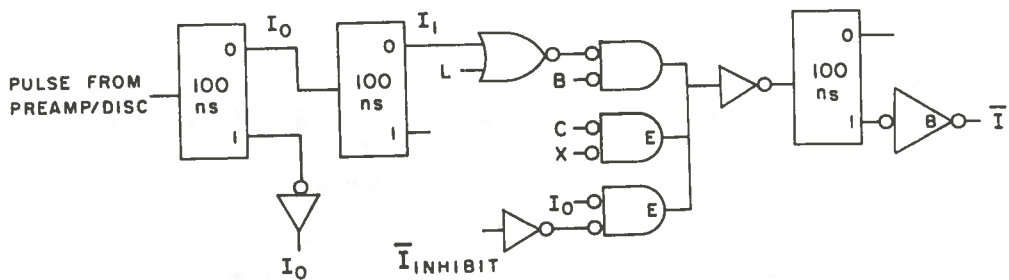 PULSE FROM
PREAMP/DISC
0
100
ns
1
I₀
0
100
ns
1
I₁
L
B
C
X
E
I₀
E
I̅ INHIBIT
0
100
ns
1
B
I̅
I₀